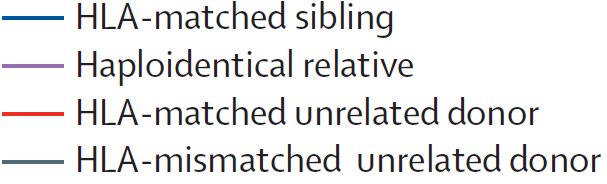 HLA-matched sibling
Haploidentical relative
HLA-matched unrelated donor
HLA-mismatched unrelated donor